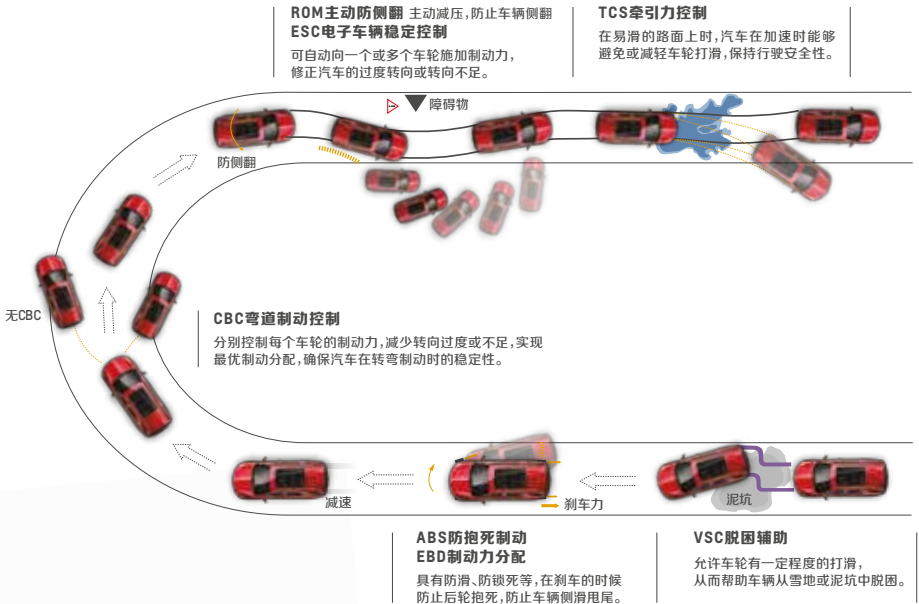 ROM主动防侧翻 主动减压,防止车辆侧翻
ESC电子车辆稳定控制
可自动向一个或多个车轮施加制动力，
修正汽车的过度转向或转向不足。
TCS牵引力控制
在易滑的路面上时，汽车在加速时能够
避免或减轻车轮打滑，保持行驶安全性。
障碍物
防侧翻
无CBC
CBC弯道制动控制
分别控制每个车轮的制动力，减少转向过度或不足，实现
最优制动分配，确保汽车在转弯制动时的稳定性。
减速
刹车力
泥坑
ABS防抱死制动
EBD制动力分配
具有防滑、防锁死等，在刹车的时候
防止后轮抱死，防止车辆侧滑甩尾。
VSC脱困辅助
允许车轮有一定程度的打滑，
从而帮助车辆从雪地或泥坑中脱困。